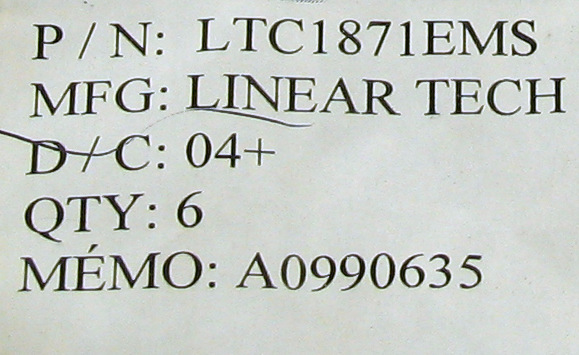 P / N: LTC1871EMS
MFG: LINEAR TECH
D / C: 04+
QTY: 6
MÉMO: A0990635